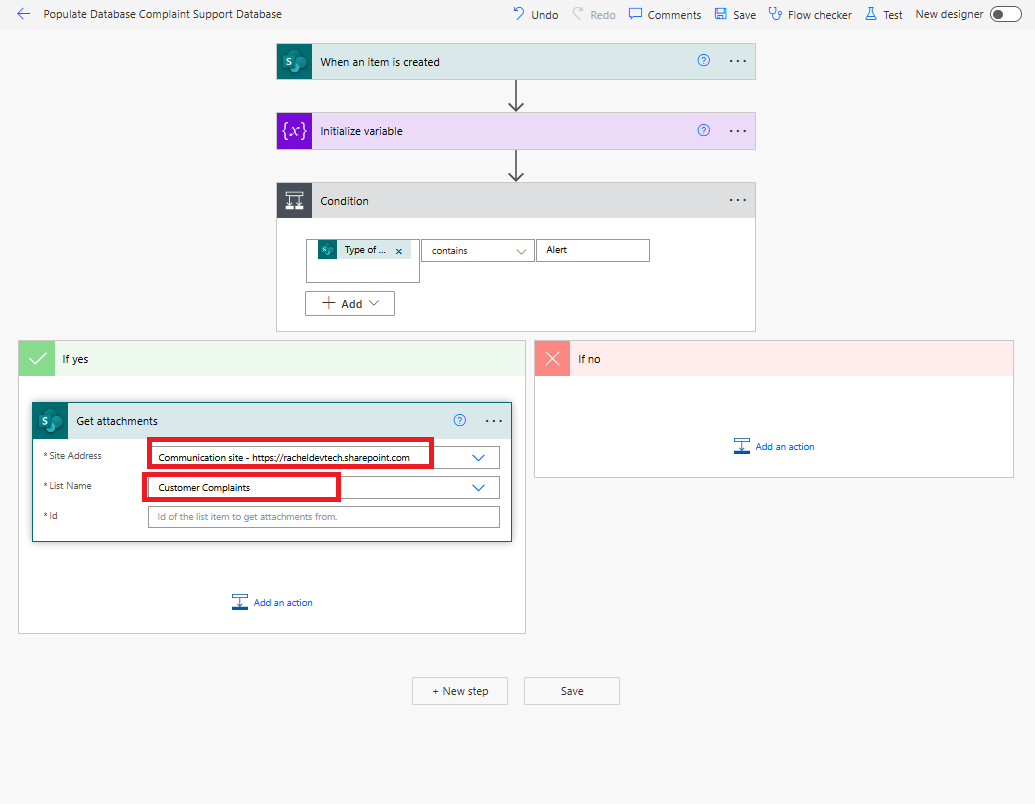 Populate Database Complaint Support Database
Undo Redo Comments Save Flow checker Test New designer
S When an item is created ? ...
{x} Initialize variable ? ...
Condition ...
Type of ... × contains Alert
+ Add
If yes
If no
S Get attachments ? ...
* Site Address Communication site - https://racheldevtech.sharepoint.com
* List Name Customer Complaints
* Id Id of the list item to get attachments from.
Add an action
Add an action
+ New step Save